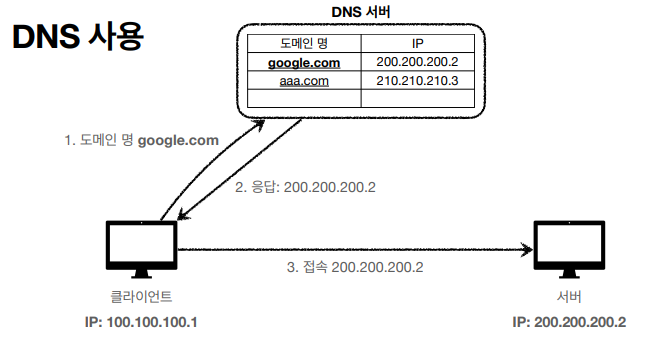 DNS 사용
DNS 서버
도메인 명 IP
google.com 200.200.200.2
aaa.com 210.210.210.3
1. 도메인 명 google.com
2. 응답: 200.200.200.2
3. 접속 200.200.200.2
클라이언트
IP: 100.100.100.1
서버
IP: 200.200.200.2